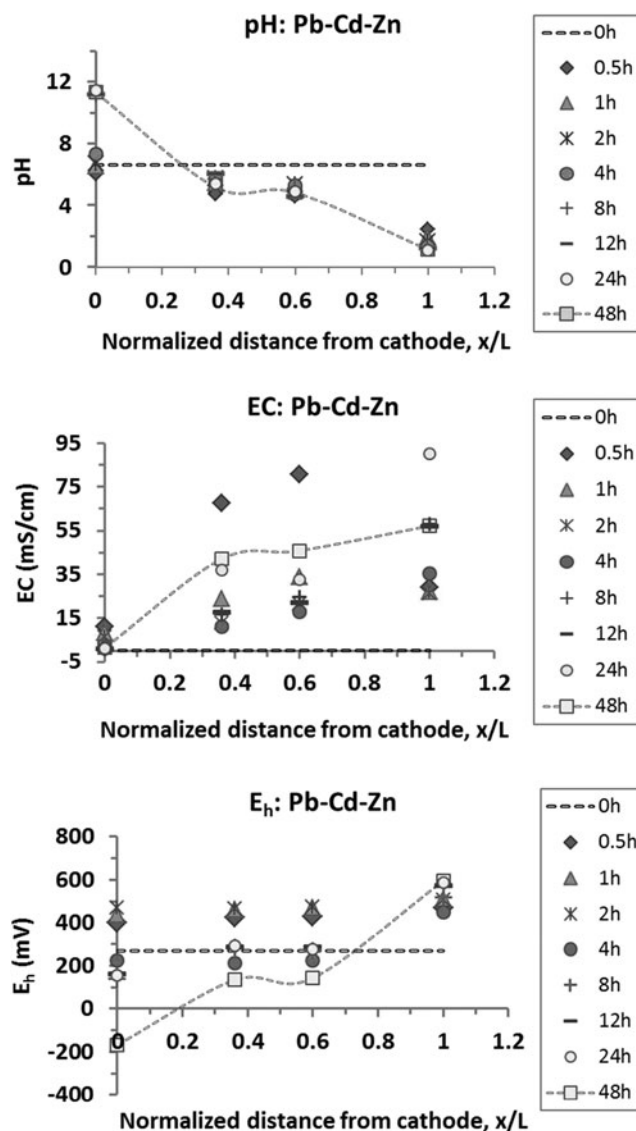 pH: Pb-Cd-Zn
12
8
4
0
pH
0 0.2 0.4 0.6 0.8 1 1.2
Normalized distance from cathode, x/L
0h
0.5h
1h
2h
4h
8h
12h
24h
48h
EC: Pb-Cd-Zn
95
75
55
35
15
-5
EC (mS/cm)
0 0.2 0.4 0.6 0.8 1 1.2
Normalized distance from cathode, x/L
0h
0.5h
1h
2h
4h
8h
12h
24h
48h
Eₕ: Pb-Cd-Zn
800
600
400
200
0
-200
-400
Eₕ (mV)
0 0.2 0.4 0.6 0.8 1 1.2
Normalized distance from cathode, x/L
0h
0.5h
1h
2h
4h
8h
12h
24h
48h